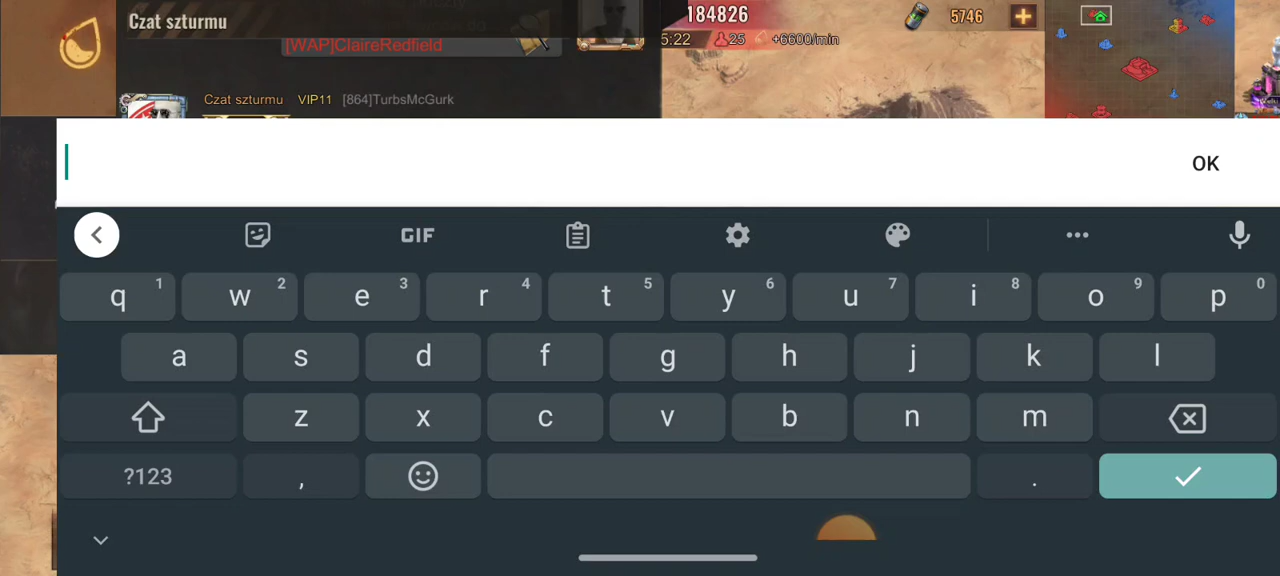 Czat szturmu
184826
5746
[WAP]ClaireRedfield
5:22
25
+6600/min
Czat szturmu VIP11 [864]TurbsMcGurk
OK
GIF
q 1 w 2 e 3 r 4 t 5 y 6 u 7 i 8 o 9 p 0
a s d f g h j k l
z x c v b n m
?123 , .